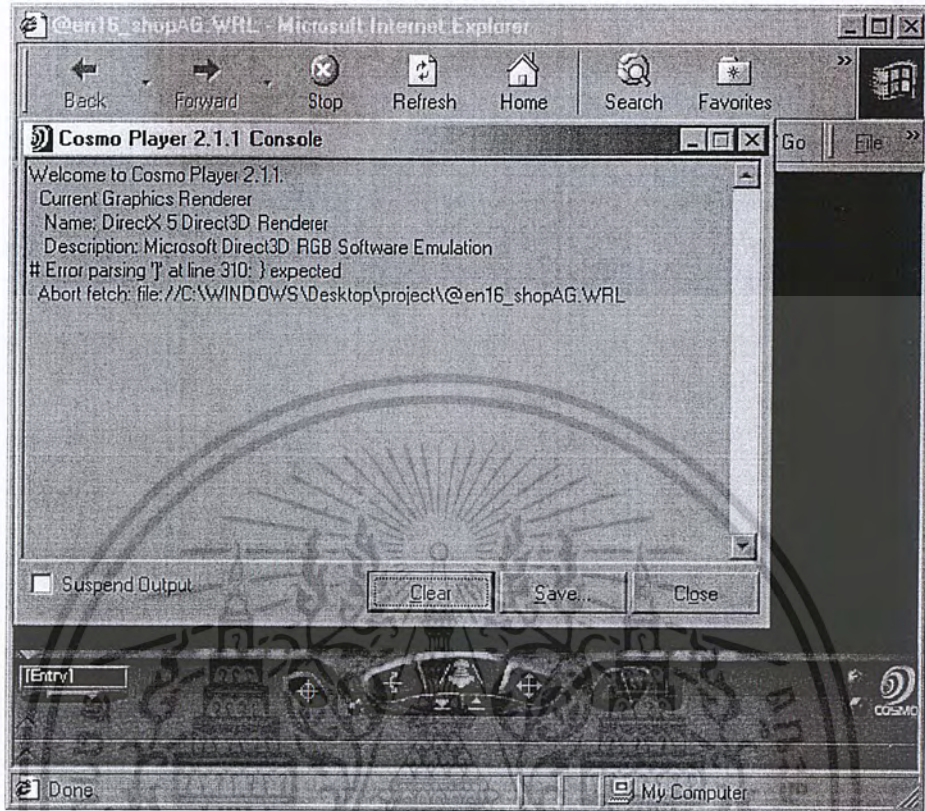 @en16_shopAG.WRL - Microsoft Internet Explorer
Back Forward Stop Refresh Home Search Favorites »
Cosmo Player 2.1.1 Console
Go File »
Welcome to Cosmo Player 2.1.1.
Current Graphics Renderer
Name: DirectX 5 Direct3D Renderer
Description: Microsoft Direct3D RGB Software Emulation
# Error parsing ']' at line 310: } expected
Abort fetch: file://C:\WINDOWS\Desktop\project\@en16_shopAG.WRL
Suspend Output Clear Save... Close
[Entry]
COSMO
Done My Computer